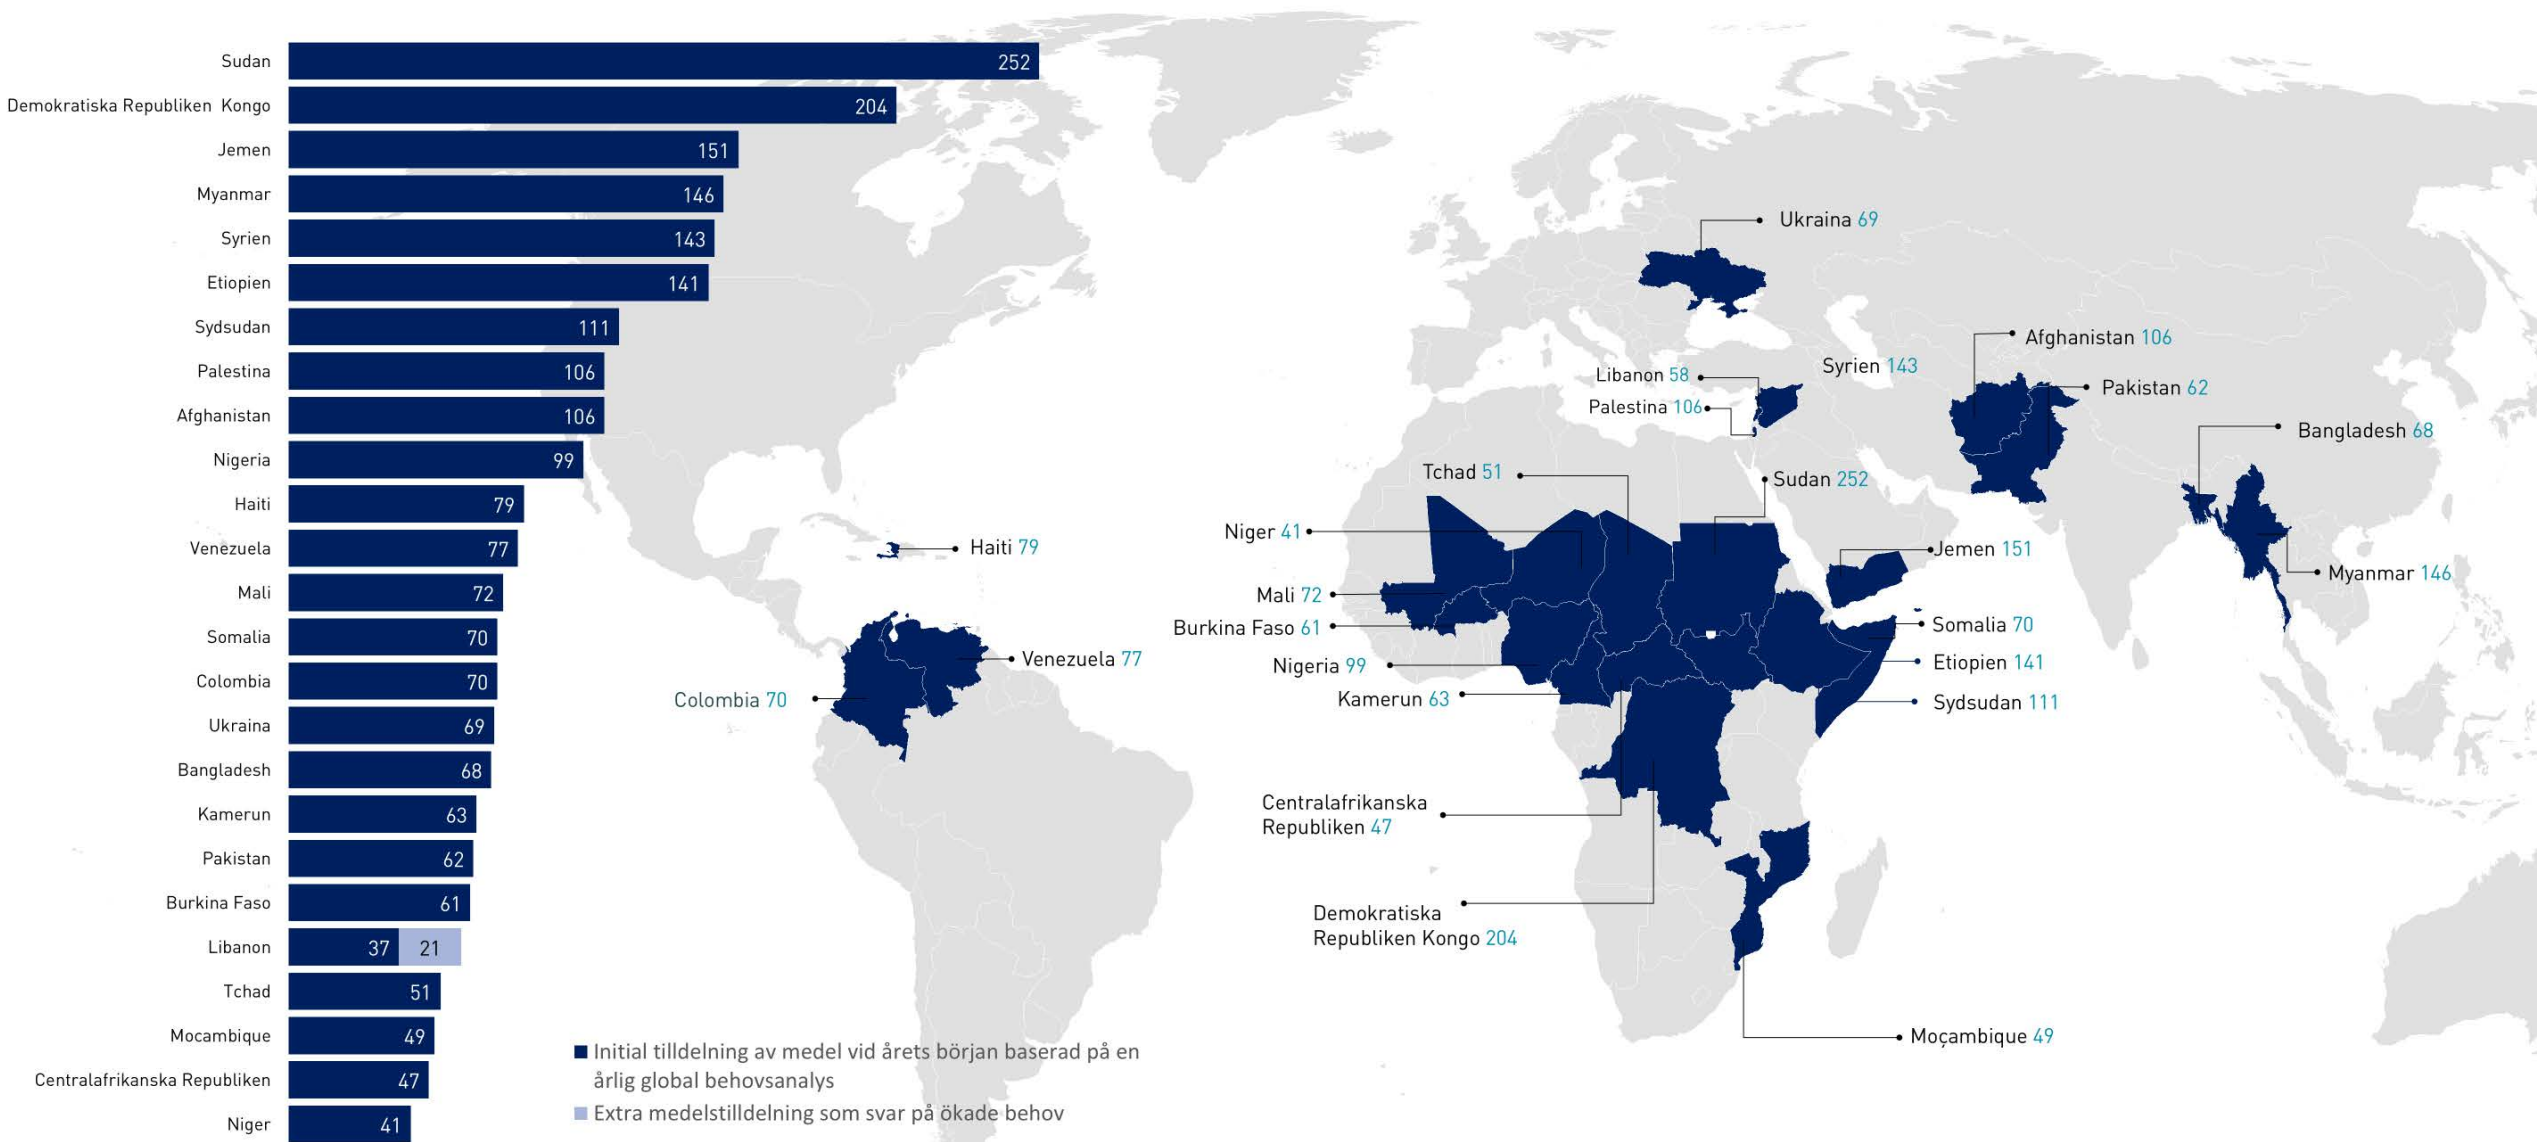 Sudan 252
Demokratiska Republiken Kongo 204
Jemen 151
Myanmar 146
Syrien 143
Etiopien 141
Sydsudan 111
Palestina 106
Afghanistan 106
Nigeria 99
Haiti 79
Venezuela 77
Mali 72
Somalia 70
Colombia 70
Ukraina 69
Bangladesh 68
Kamerun 63
Pakistan 62
Burkina Faso 61
Libanon 37 21
Tchad 51
Mocambique 49
Centralafrikanska Republiken 47
Niger 41
Initial tilldelning av medel vid årets början baserad på en
årlig global behovsanalys
Extra medelstilldelning som svar på ökade behov
Haiti 79
Venezuela 77
Colombia 70
Ukraina 69
Syrien 143
Libanon 58
Palestina 106
Afghanistan 106
Pakistan 62
Bangladesh 68
Myanmar 146
Tchad 51
Sudan 252
Niger 41
Jemen 151
Mali 72
Burkina Faso 61
Somalia 70
Nigeria 99
Etiopien 141
Kamerun 63
Sydsudan 111
Centralafrikanska
Republiken 47
Demokratiska
Republiken Kongo 204
Moçambique 49